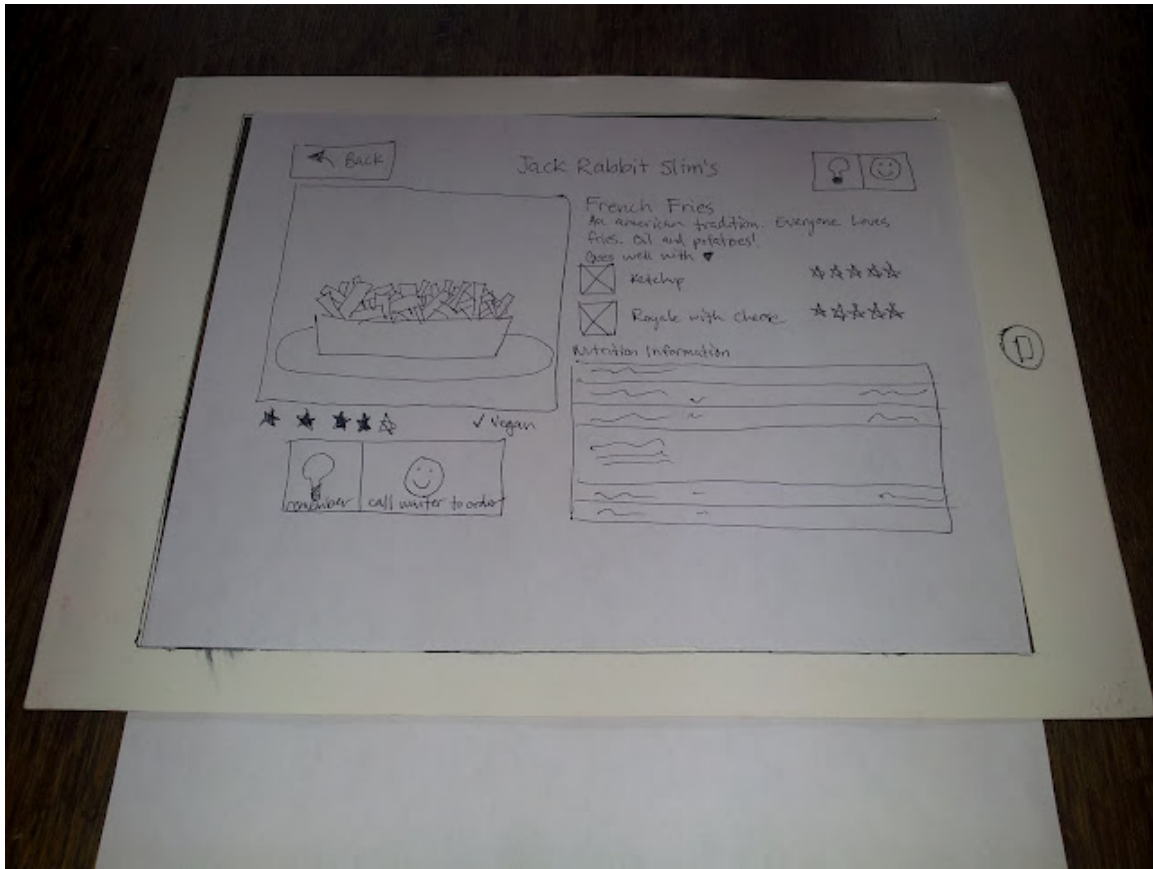 Back
Jack Rabbit Slim's
French Fries
An american tradition. Everyone Loves
fries. Oil and potatoes!
Goes well with
Ketchup
Royale with cheese
Nutrition Information
✓ Vegan
remember
call waiter to order